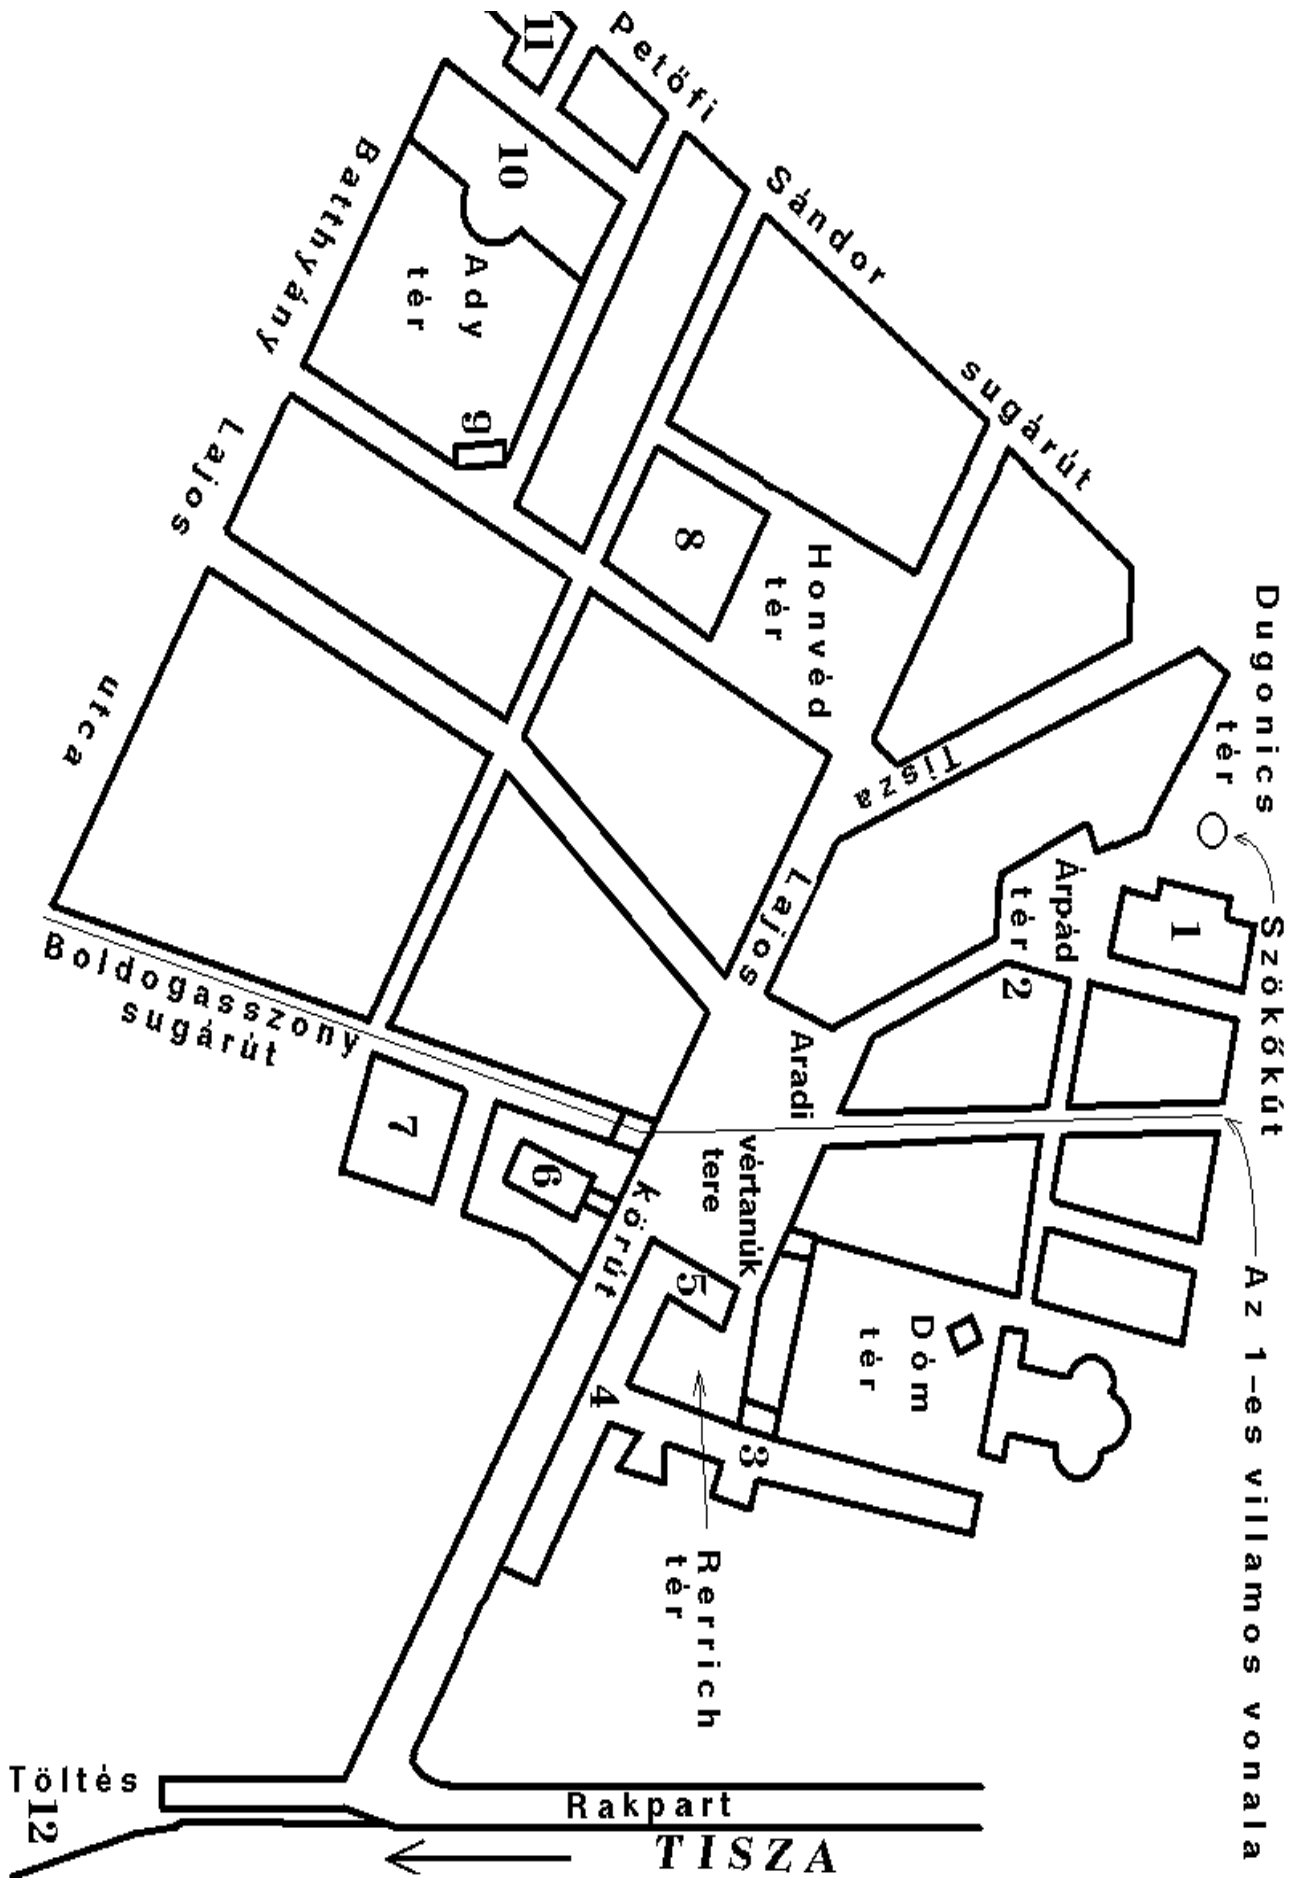 11
Petőfi
Sándor
sugárút
10
Ady
tér
9
Batthyány
Lajos
utca
8
Honvéd
tér
Tisza
Lajos
Körút
Dugonics
tér
Szökőkút
Árpád
tér
1
2
Aradi
vértanúk
tere
Boldogasszony
sugárút
7
6
5
4
3
Dóm
tér
Rerrich
tér
Az 1-es villamos vonala
Töltés
12
Rakpart
TISZA